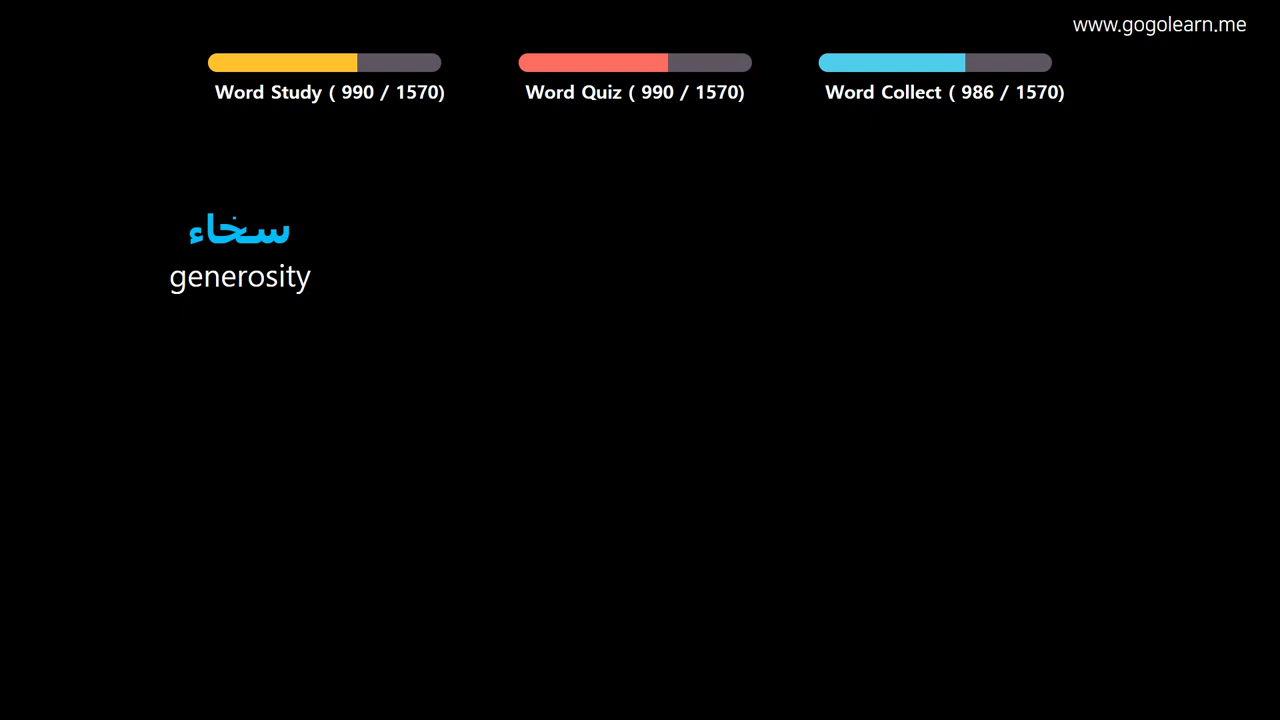 www.gogolearn.me
Word Study ( 990 / 1570)
Word Quiz ( 990 / 1570)
Word Collect ( 986 / 1570)
سخاء
generosity